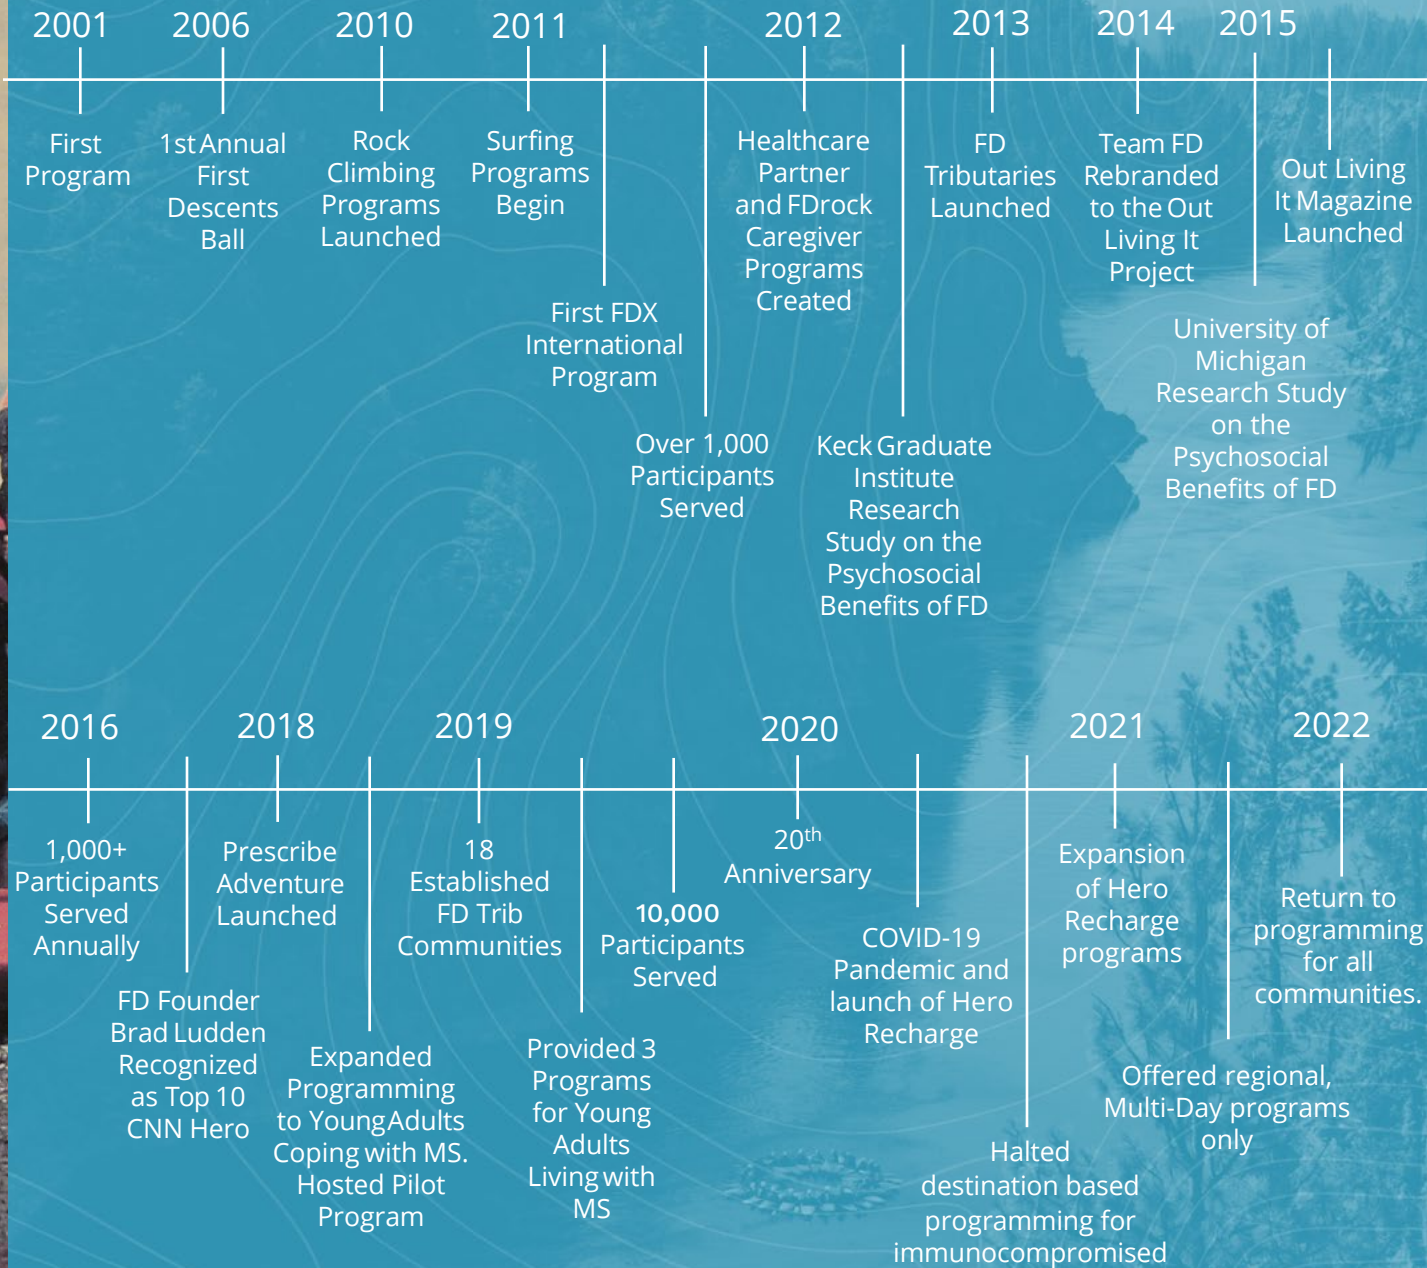 2001
First
Program
2006
1st Annual
First
Descents
Ball
2010
Rock
Climbing
Programs
Launched
2011
Surfing
Programs
Begin
First FDX
International
Program
Over 1,000
Participants
Served
2012
Healthcare
Partner
and FDrock
Caregiver
Programs
Created
Keck Graduate
Institute
Research
Study on the
Psychosocial
Benefits of FD
2013
FD
Tributaries
Launched
2014
Team FD
Rebranded
to the Out
Living It
Project
2015
University of
Michigan
Research Study
on the
Psychosocial
Benefits of FD
Out Living
It Magazine
Launched
2016
1,000+
Participants
Served
Annually
FD Founder
Brad Ludden
Recognized
as Top 10
CNN Hero
2018
Prescribe
Adventure
Launched
Expanded
Programming
to Young Adults
Coping with MS.
Hosted Pilot
Program
2019
18
Established
FD Trib
Communities
Provided 3
Programs
for Young
Adults
Living with
MS
10,000
Participants
Served
2020
20th
Anniversary
COVID-19
Pandemic and
launch of Hero
Recharge
Halted
destination based
programming for
immunocompromised
2021
Expansion
of Hero
Recharge
programs
Offered regional,
Multi-Day programs
only
2022
Return to
programming
for all
communities.